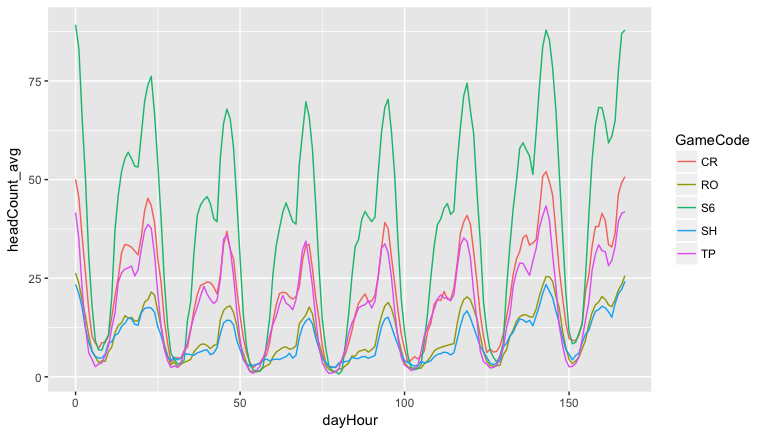 75
50
25
0
headCount_avg
0 50 100 150
dayHour
GameCode
CR
RO
S6
SH
TP